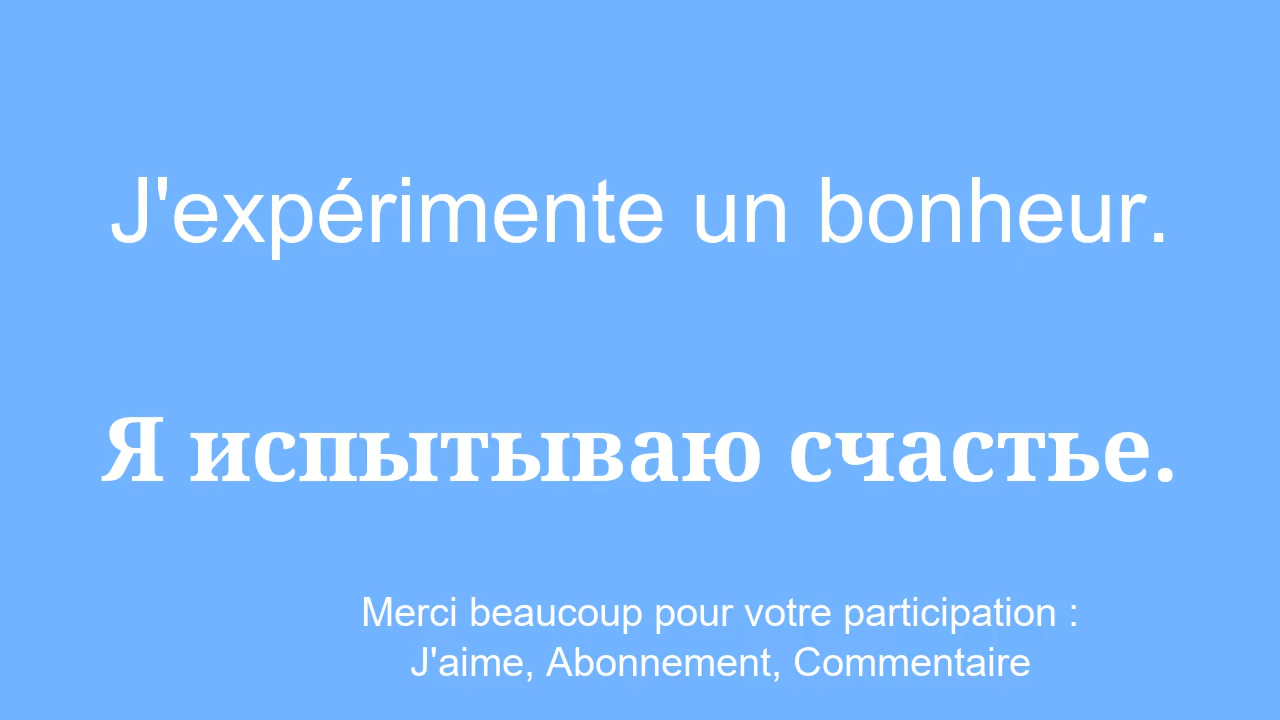 J'expérimente un bonheur.
Я испытываю счастье.
Merci beaucoup pour votre participation :
J'aime, Abonnement, Commentaire